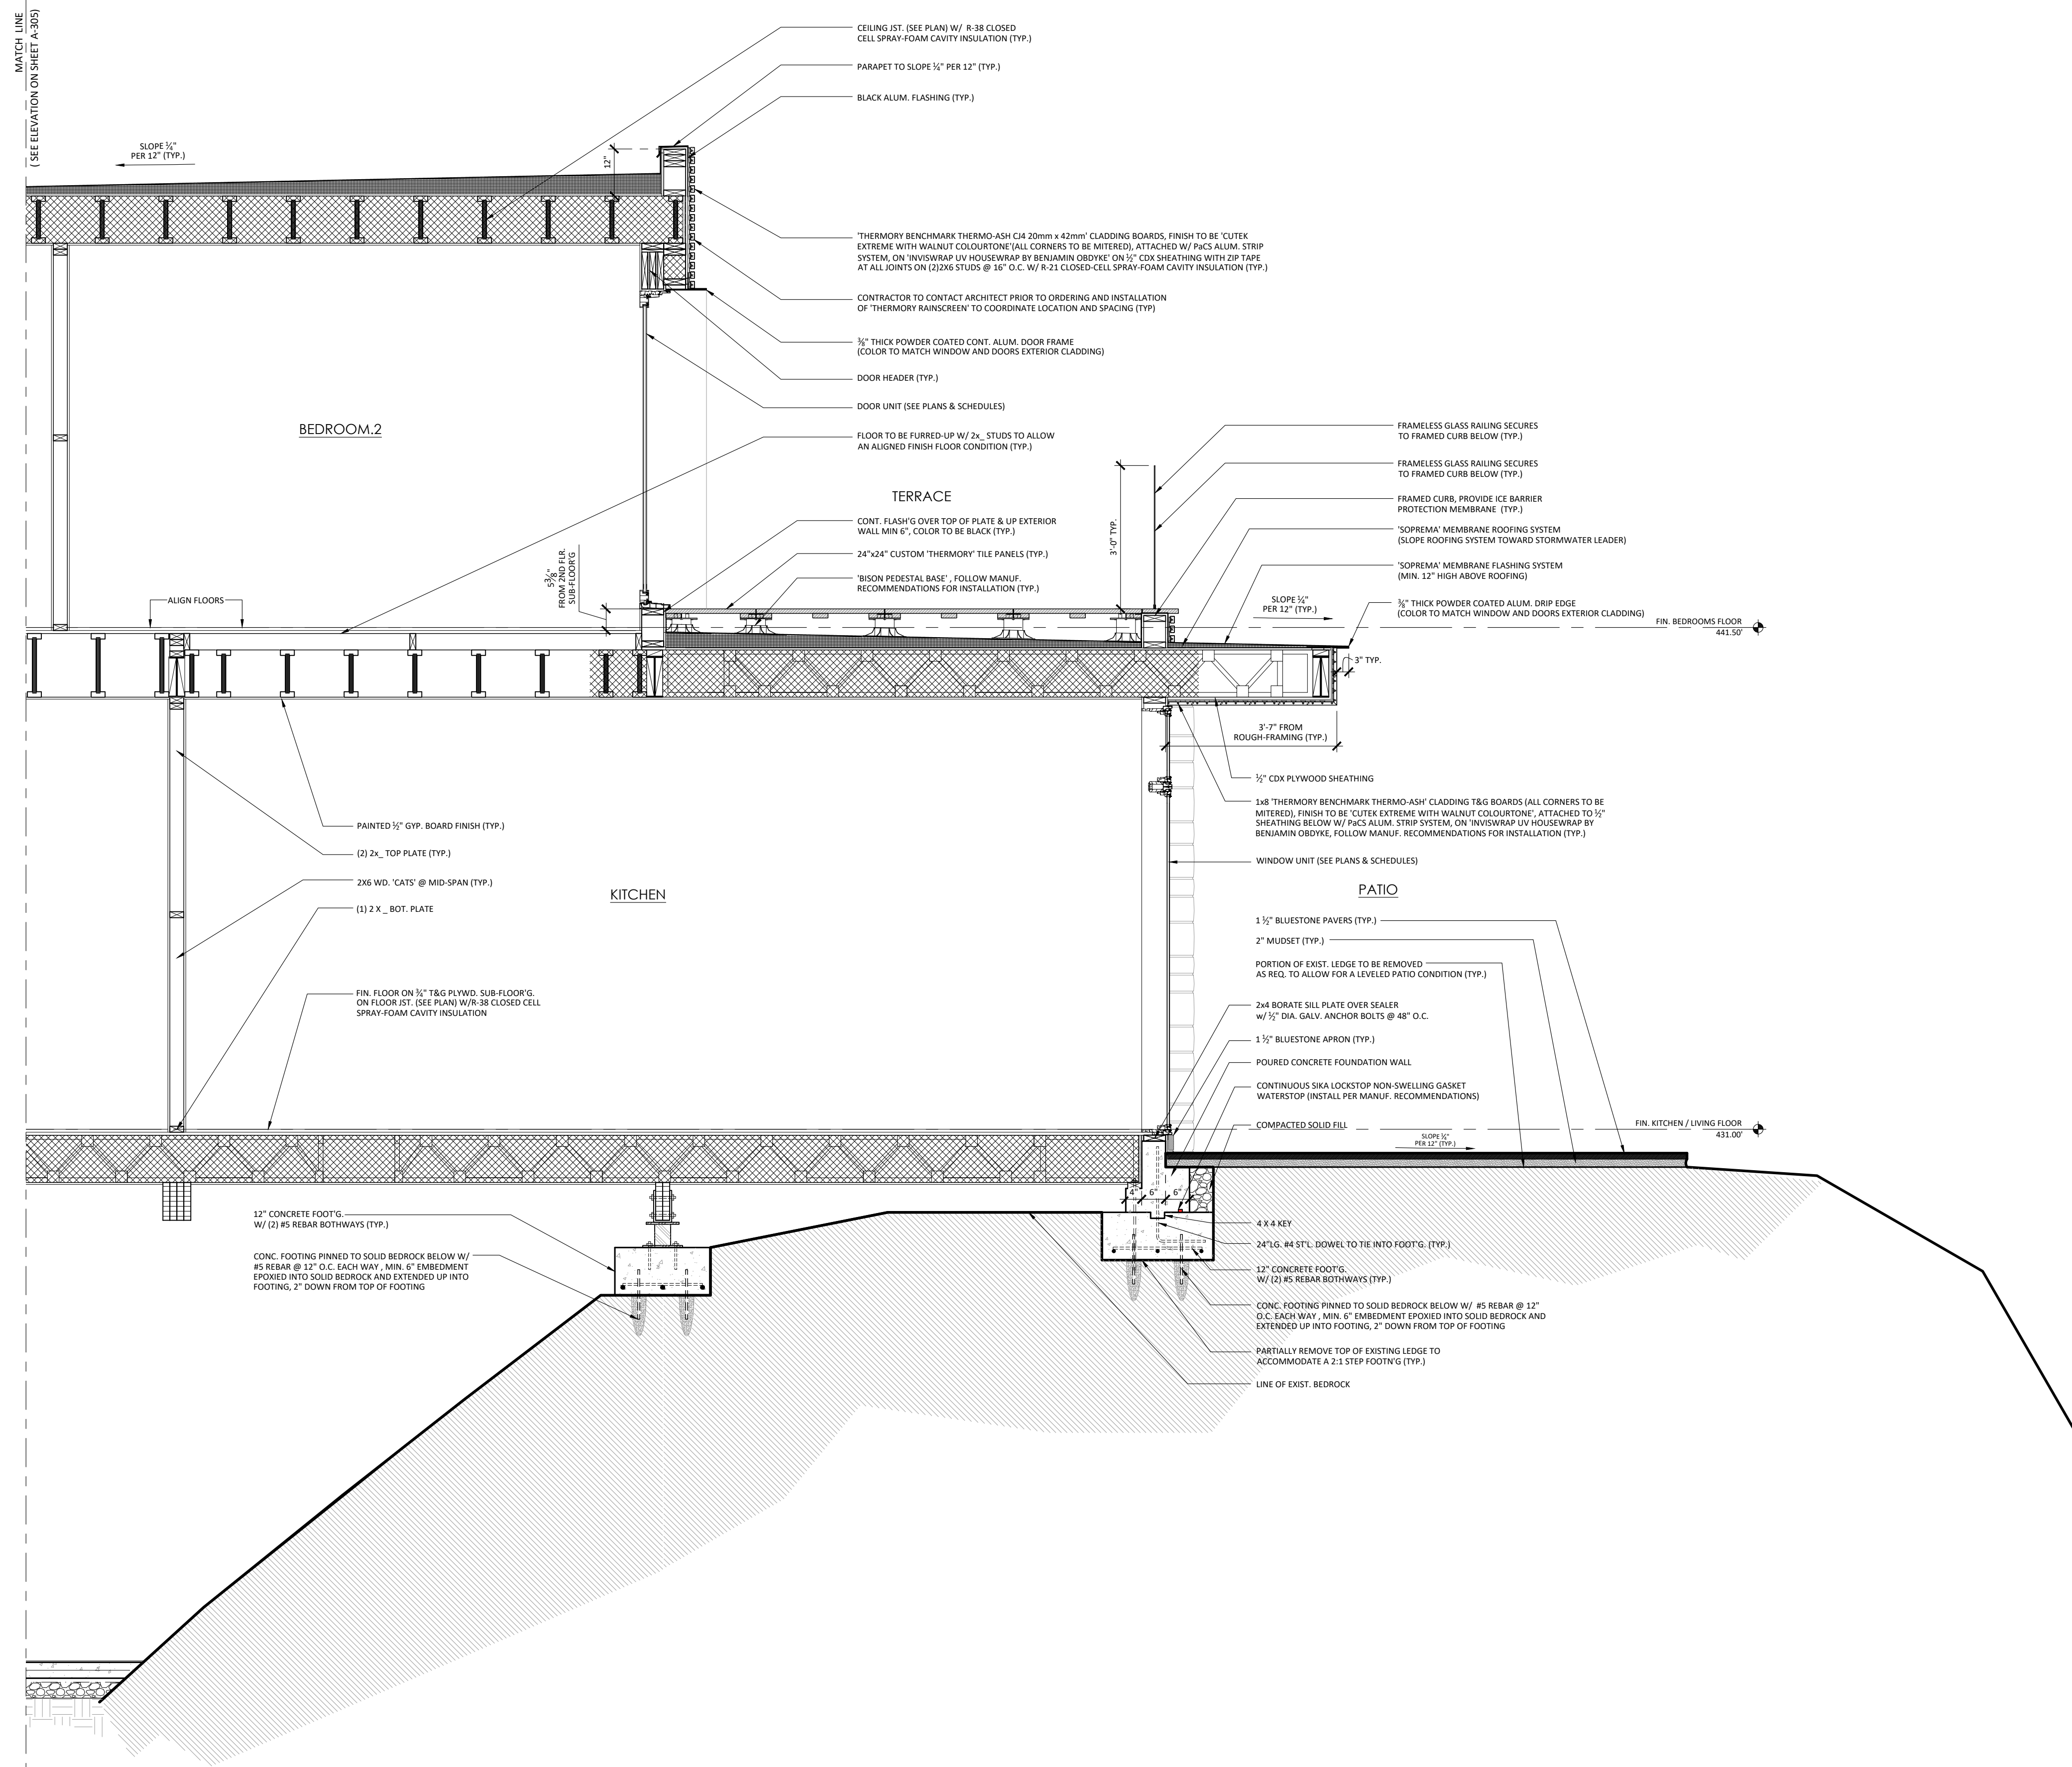 MATCH LINE
( SEE ELEVATION ON SHEET A-305)
CEILING JST. (SEE PLAN) W/ R-38 CLOSED
CELL SPRAY-FOAM CAVITY INSULATION (TYP.)
PARAPET TO SLOPE ¼" PER 12" (TYP.)
BLACK ALUM. FLASHING (TYP.)
SLOPE ¼"
PER 12" (TYP.)
12"
'THERMORY BENCHMARK THERMO-ASH CJ4 20mm x 42mm' CLADDING BOARDS, FINISH TO BE 'CUTEK
EXTREME WITH WALNUT COLOURTONE'(ALL CORNERS TO BE MITERED), ATTACHED W/ PaCS ALUM. STRIP
SYSTEM, ON 'INVISWRAP UV HOUSEWRAP BY BENJAMIN OBDYKE' ON ½" CDX SHEATHING WITH ZIP TAPE
AT ALL JOINTS ON (2)2X6 STUDS @ 16" O.C. W/ R-21 CLOSED-CELL SPRAY-FOAM CAVITY INSULATION (TYP.)
CONTRACTOR TO CONTACT ARCHITECT PRIOR TO ORDERING AND INSTALLATION
OF 'THERMORY RAINSCREEN' TO COORDINATE LOCATION AND SPACING (TYP)
⅜" THICK POWDER COATED CONT. ALUM. DOOR FRAME
(COLOR TO MATCH WINDOW AND DOORS EXTERIOR CLADDING)
DOOR HEADER (TYP.)
DOOR UNIT (SEE PLANS & SCHEDULES)
BEDROOM.2
FLOOR TO BE FURRED-UP W/ 2x_ STUDS TO ALLOW
AN ALIGNED FINISH FLOOR CONDITION (TYP.)
FRAMELESS GLASS RAILING SECURES
TO FRAMED CURB BELOW (TYP.)
FRAMELESS GLASS RAILING SECURES
TO FRAMED CURB BELOW (TYP.)
TERRACE
FRAMED CURB, PROVIDE ICE BARRIER
PROTECTION MEMBRANE (TYP.)
CONT. FLASH'G OVER TOP OF PLATE & UP EXTERIOR
WALL MIN 6", COLOR TO BE BLACK (TYP.)
3'-0" TYP.
'SOPREMA' MEMBRANE ROOFING SYSTEM
(SLOPE ROOFING SYSTEM TOWARD STORMWATER LEADER)
24"x24" CUSTOM 'THERMORY' TILE PANELS (TYP.)
'SOPREMA' MEMBRANE FLASHING SYSTEM
(MIN. 12" HIGH ABOVE ROOFING)
5⅜"
FROM 2ND FLR.
SUB-FLOOR'G
'BISON PEDESTAL BASE' , FOLLOW MANUF.
RECOMMENDATIONS FOR INSTALLATION (TYP.)
ALIGN FLOORS
SLOPE ¼"
PER 12" (TYP.)
⅜" THICK POWDER COATED ALUM. DRIP EDGE
(COLOR TO MATCH WINDOW AND DOORS EXTERIOR CLADDING)
FIN. BEDROOMS FLOOR
441.50'
3" TYP.
3'-7" FROM
ROUGH-FRAMING (TYP.)
½" CDX PLYWOOD SHEATHING
1x8 'THERMORY BENCHMARK THERMO-ASH' CLADDING T&G BOARDS (ALL CORNERS TO BE
MITERED), FINISH TO BE 'CUTEK EXTREME WITH WALNUT COLOURTONE', ATTACHED TO ½"
SHEATHING BELOW W/ PaCS ALUM. STRIP SYSTEM, ON 'INVISWRAP UV HOUSEWRAP BY
BENJAMIN OBDYKE, FOLLOW MANUF. RECOMMENDATIONS FOR INSTALLATION (TYP.)
PAINTED ½" GYP. BOARD FINISH (TYP.)
(2) 2x_ TOP PLATE (TYP.)
WINDOW UNIT (SEE PLANS & SCHEDULES)
2X6 WD. 'CATS' @ MID-SPAN (TYP.)
KITCHEN
PATIO
(1) 2 X _ BOT. PLATE
1 ½" BLUESTONE PAVERS (TYP.)
2" MUDSET (TYP.)
PORTION OF EXIST. LEDGE TO BE REMOVED
AS REQ. TO ALLOW FOR A LEVELED PATIO CONDITION (TYP.)
FIN. FLOOR ON ¾" T&G PLYWD. SUB-FLOOR'G.
ON FLOOR JST. (SEE PLAN) W/R-38 CLOSED CELL
SPRAY-FOAM CAVITY INSULATION
2x4 BORATE SILL PLATE OVER SEALER
w/ ½" DIA. GALV. ANCHOR BOLTS @ 48" O.C.
1 ½" BLUESTONE APRON (TYP.)
POURED CONCRETE FOUNDATION WALL
CONTINUOUS SIKA LOCKSTOP NON-SWELLING GASKET
WATERSTOP (INSTALL PER MANUF. RECOMMENDATIONS)
COMPACTED SOLID FILL
FIN. KITCHEN / LIVING FLOOR
431.00'
SLOPE
PER 12" (TYP.)
4" 6" 6"
12" CONCRETE FOOT'G.
W/ (2) #5 REBAR BOTHWAYS (TYP.)
4 X 4 KEY
24"LG. #4 ST'L. DOWEL TO TIE INTO FOOT'G. (TYP.)
CONC. FOOTING PINNED TO SOLID BEDROCK BELOW W/
#5 REBAR @ 12" O.C. EACH WAY , MIN. 6" EMBEDMENT
EPOXIED INTO SOLID BEDROCK AND EXTENDED UP INTO
FOOTING, 2" DOWN FROM TOP OF FOOTING
12" CONCRETE FOOT'G.
W/ (2) #5 REBAR BOTHWAYS (TYP.)
CONC. FOOTING PINNED TO SOLID BEDROCK BELOW W/ #5 REBAR @ 12"
O.C. EACH WAY , MIN. 6" EMBEDMENT EPOXIED INTO SOLID BEDROCK AND
EXTENDED UP INTO FOOTING, 2" DOWN FROM TOP OF FOOTING
PARTIALLY REMOVE TOP OF EXISTING LEDGE TO
ACCOMMODATE A 2:1 STEP FOOTN'G (TYP.)
LINE OF EXIST. BEDROCK